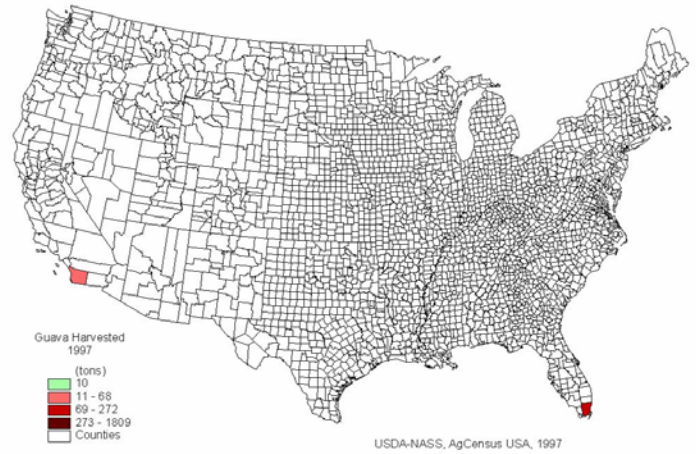 Guava Harvested
1997
(tons)
10
11 - 68
69 - 272
273 - 1809
Counties
USDA-NASS, AgCensus USA, 1997